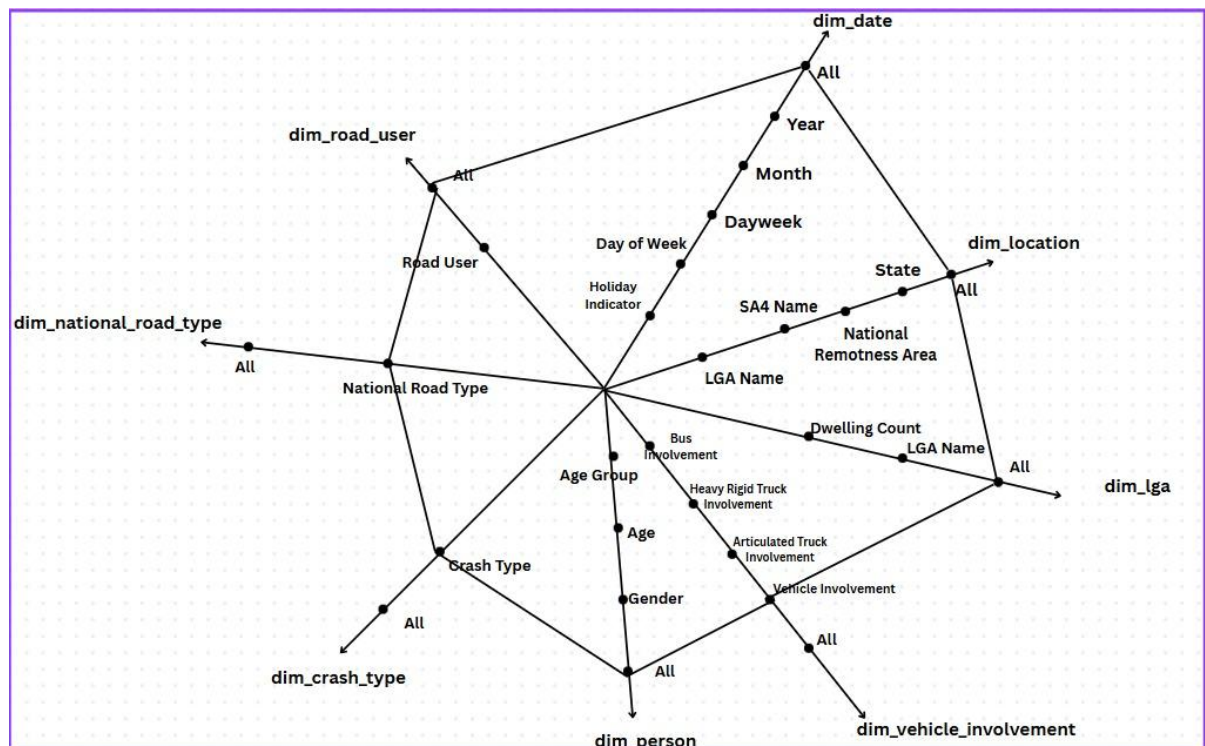 dim_date
All
Year
Month
Dayweek
Day of Week
Holiday
Indicator
dim_road_user
All
Road User
dim_location
State
All
SA4 Name
National
Remotness Area
LGA Name
dim_national_road_type
All
National Road Type
Dwelling Count
LGA Name
All
dim_lga
Bus
Involvement
Heavy Rigid Truck
Involvement
Articulated Truck
Involvement
Vehicle Involvement
All
dim_vehicle_involvement
Age Group
Age
Gender
All
dim_person
Crash Type
All
dim_crash_type